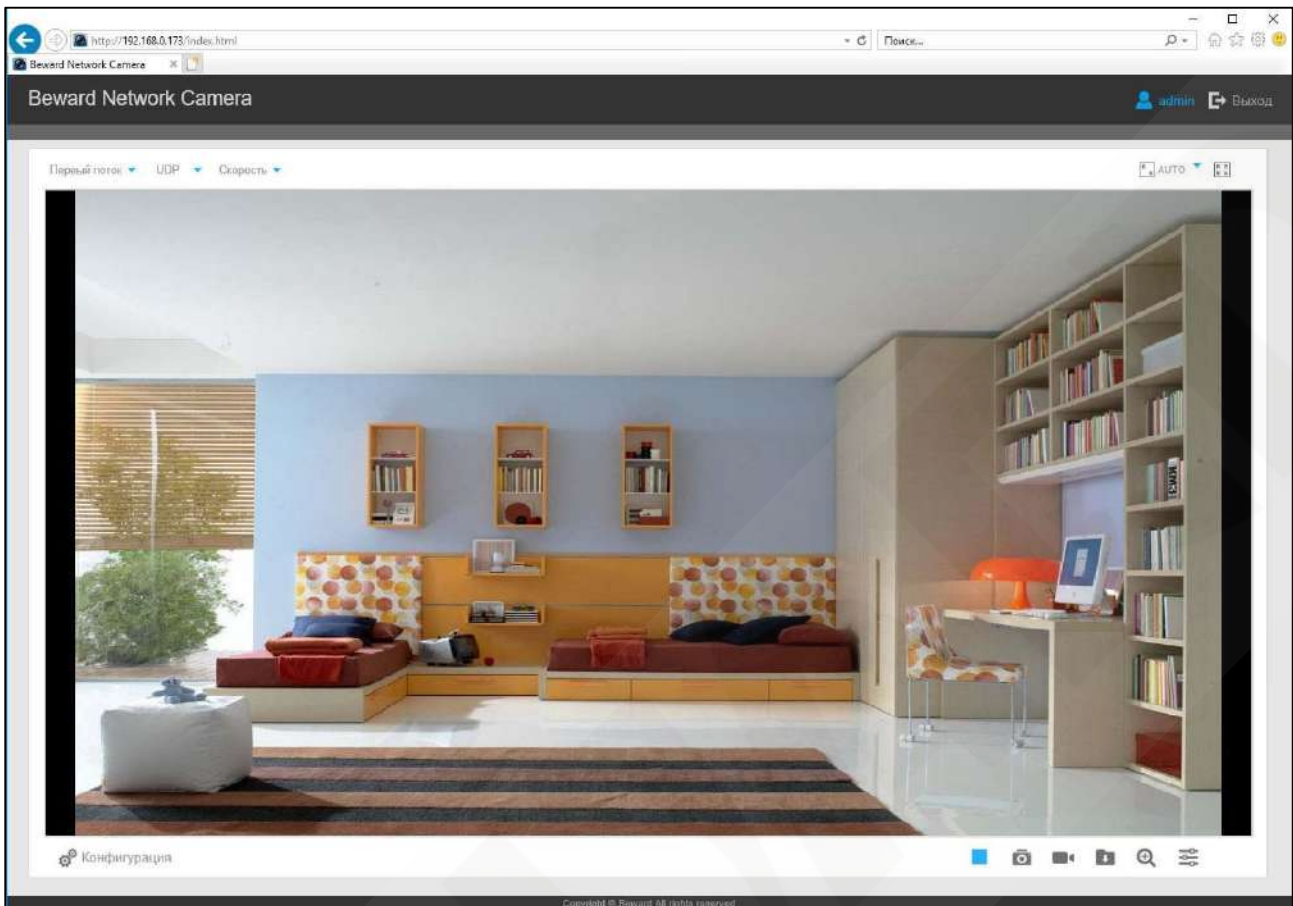 http://192.168.0.173/index.html
Поиск...
Beward Network Camera
Beward Network Camera
admin
Выход
Первый поток
UDP
Скорость
AUTO
Конфигурация
Copyright © Beward All rights reserved